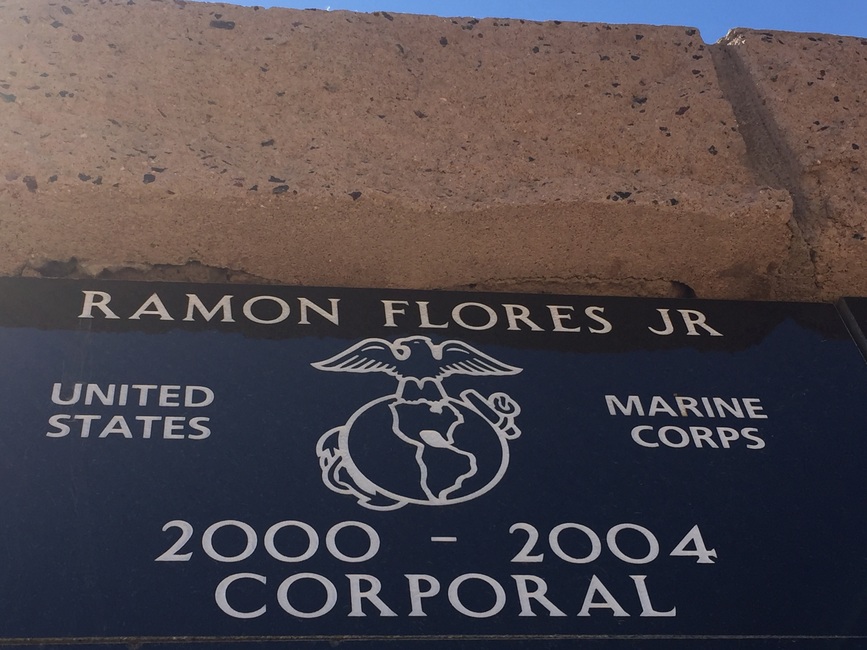 RAMON FLORES JR
UNITED
STATES
MARINE
CORPS
2000 - 2004
CORPORAL